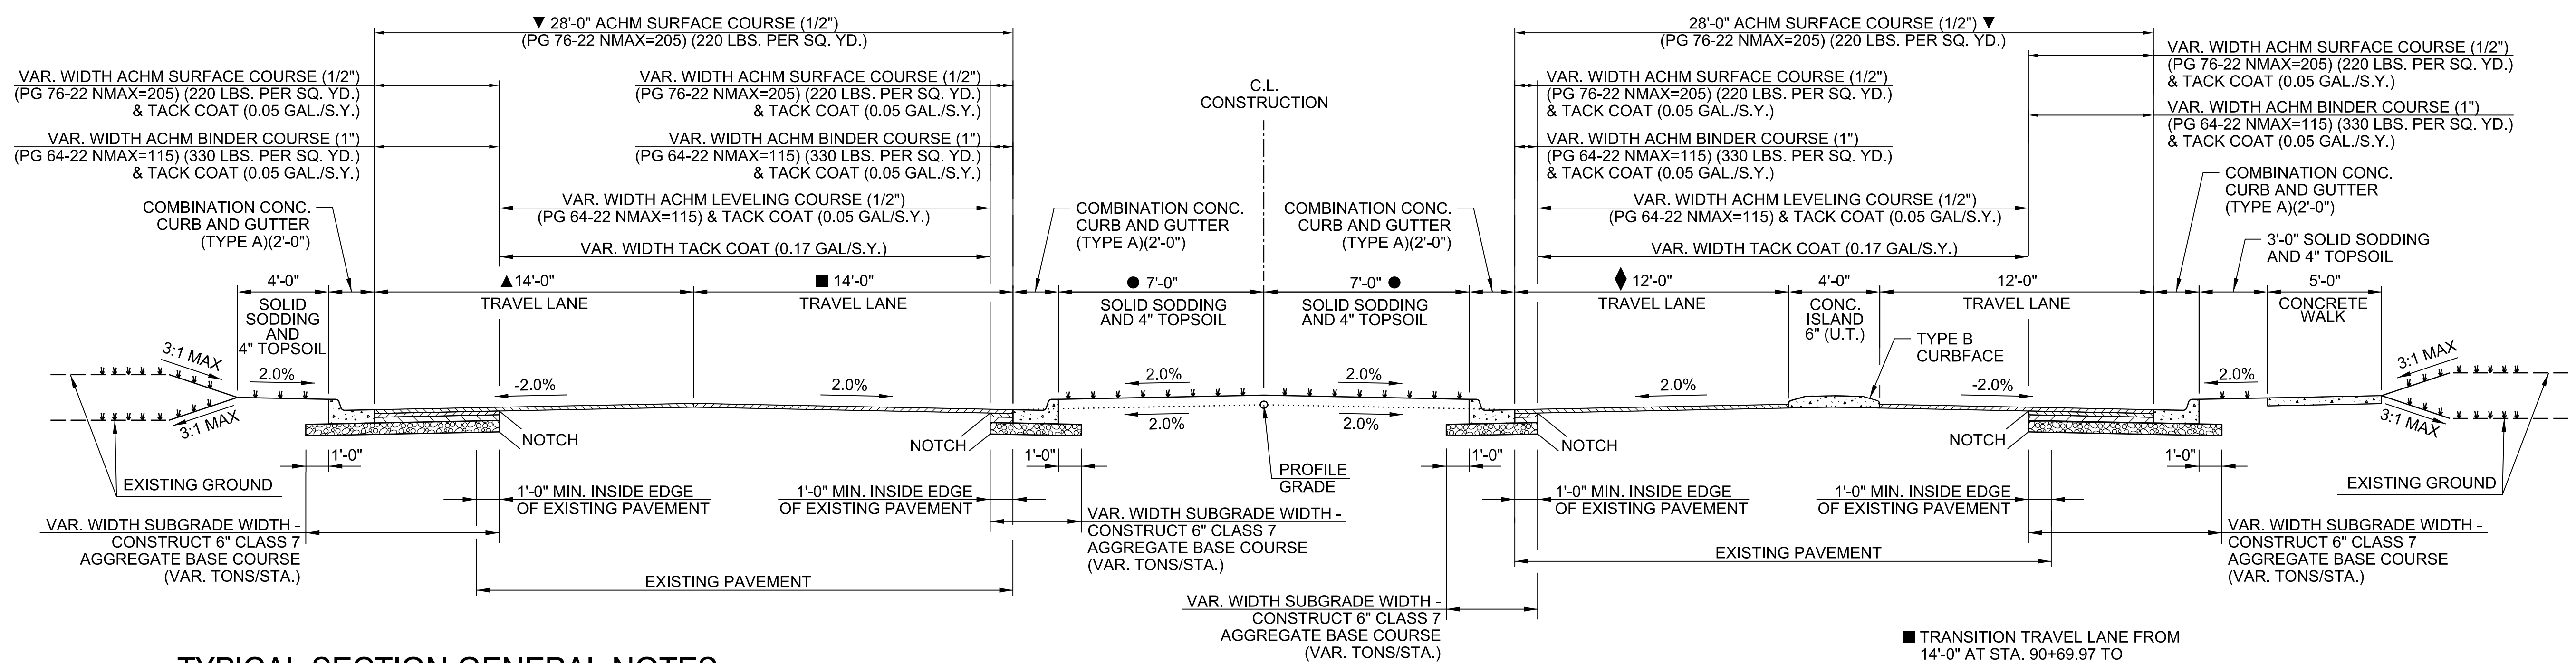 ▼ 28'-0" ACHM SURFACE COURSE (1/2")
(PG 76-22 NMAX=205) (220 LBS. PER SQ. YD.)
28'-0" ACHM SURFACE COURSE (1/2") ▼
(PG 76-22 NMAX=205) (220 LBS. PER SQ. YD.)
VAR. WIDTH ACHM SURFACE COURSE (1/2")
(PG 76-22 NMAX=205) (220 LBS. PER SQ. YD.)
& TACK COAT (0.05 GAL./S.Y.)
VAR. WIDTH ACHM BINDER COURSE (1")
(PG 64-22 NMAX=115) (330 LBS. PER SQ. YD.)
& TACK COAT (0.05 GAL./S.Y.)
VAR. WIDTH ACHM SURFACE COURSE (1/2")
(PG 76-22 NMAX=205) (220 LBS. PER SQ. YD.)
& TACK COAT (0.05 GAL./S.Y.)
VAR. WIDTH ACHM BINDER COURSE (1")
(PG 64-22 NMAX=115) (330 LBS. PER SQ. YD.)
& TACK COAT (0.05 GAL./S.Y.)
C.L.
CONSTRUCTION
VAR. WIDTH ACHM SURFACE COURSE (1/2")
(PG 76-22 NMAX=205) (220 LBS. PER SQ. YD.)
& TACK COAT (0.05 GAL./S.Y.)
VAR. WIDTH ACHM BINDER COURSE (1")
(PG 64-22 NMAX=115) (330 LBS. PER SQ. YD.)
& TACK COAT (0.05 GAL./S.Y.)
VAR. WIDTH ACHM SURFACE COURSE (1/2")
(PG 76-22 NMAX=205) (220 LBS. PER SQ. YD.)
& TACK COAT (0.05 GAL./S.Y.)
VAR. WIDTH ACHM BINDER COURSE (1")
(PG 64-22 NMAX=115) (330 LBS. PER SQ. YD.)
& TACK COAT (0.05 GAL./S.Y.)
COMBINATION CONC.
CURB AND GUTTER
(TYPE A)(2'-0")
VAR. WIDTH ACHM LEVELING COURSE (1/2")
(PG 64-22 NMAX=115) & TACK COAT (0.05 GAL/S.Y.)
VAR. WIDTH TACK COAT (0.17 GAL/S.Y.)
COMBINATION CONC.
CURB AND GUTTER
(TYPE A)(2'-0")
COMBINATION CONC.
CURB AND GUTTER
(TYPE A)(2'-0")
VAR. WIDTH ACHM LEVELING COURSE (1/2")
(PG 64-22 NMAX=115) & TACK COAT (0.05 GAL/S.Y.)
VAR. WIDTH TACK COAT (0.17 GAL/S.Y.)
COMBINATION CONC.
CURB AND GUTTER
(TYPE A)(2'-0")
3'-0" SOLID SODDING
AND 4" TOPSOIL
4'-0"
SOLID
SODDING
AND
4" TOPSOIL
▲ 14'-0"
TRAVEL LANE
■ 14'-0"
TRAVEL LANE
● 7'-0"
SOLID SODDING
AND 4" TOPSOIL
7'-0" ●
SOLID SODDING
AND 4" TOPSOIL
♦ 12'-0"
TRAVEL LANE
4'-0"
CONC.
ISLAND
6" (U.T.)
12'-0"
TRAVEL LANE
5'-0"
CONCRETE
WALK
TYPE B
CURBFACE
3:1 MAX
2.0%
-2.0%
2.0%
2.0%
2.0%
2.0%
-2.0%
2.0%
3:1 MAX
3:1 MAX
2.0%
2.0%
3:1 MAX
NOTCH
NOTCH
NOTCH
NOTCH
1'-0"
1'-0"
1'-0"
1'-0"
PROFILE
GRADE
EXISTING GROUND
EXISTING GROUND
1'-0" MIN. INSIDE EDGE
OF EXISTING PAVEMENT
1'-0" MIN. INSIDE EDGE
OF EXISTING PAVEMENT
1'-0" MIN. INSIDE EDGE
OF EXISTING PAVEMENT
1'-0" MIN. INSIDE EDGE
OF EXISTING PAVEMENT
VAR. WIDTH SUBGRADE WIDTH -
CONSTRUCT 6" CLASS 7
AGGREGATE BASE COURSE
(VAR. TONS/STA.)
VAR. WIDTH SUBGRADE WIDTH -
CONSTRUCT 6" CLASS 7
AGGREGATE BASE COURSE
(VAR. TONS/STA.)
VAR. WIDTH SUBGRADE WIDTH -
CONSTRUCT 6" CLASS 7
AGGREGATE BASE COURSE
(VAR. TONS/STA.)
EXISTING PAVEMENT
EXISTING PAVEMENT
VAR. WIDTH SUBGRADE WIDTH -
CONSTRUCT 6" CLASS 7
AGGREGATE BASE COURSE
(VAR. TONS/STA.)
■ TRANSITION TRAVEL LANE FROM
14'-0" AT STA. 90+69.97 TO
TYPICAL SECTION GENERAL NOTES